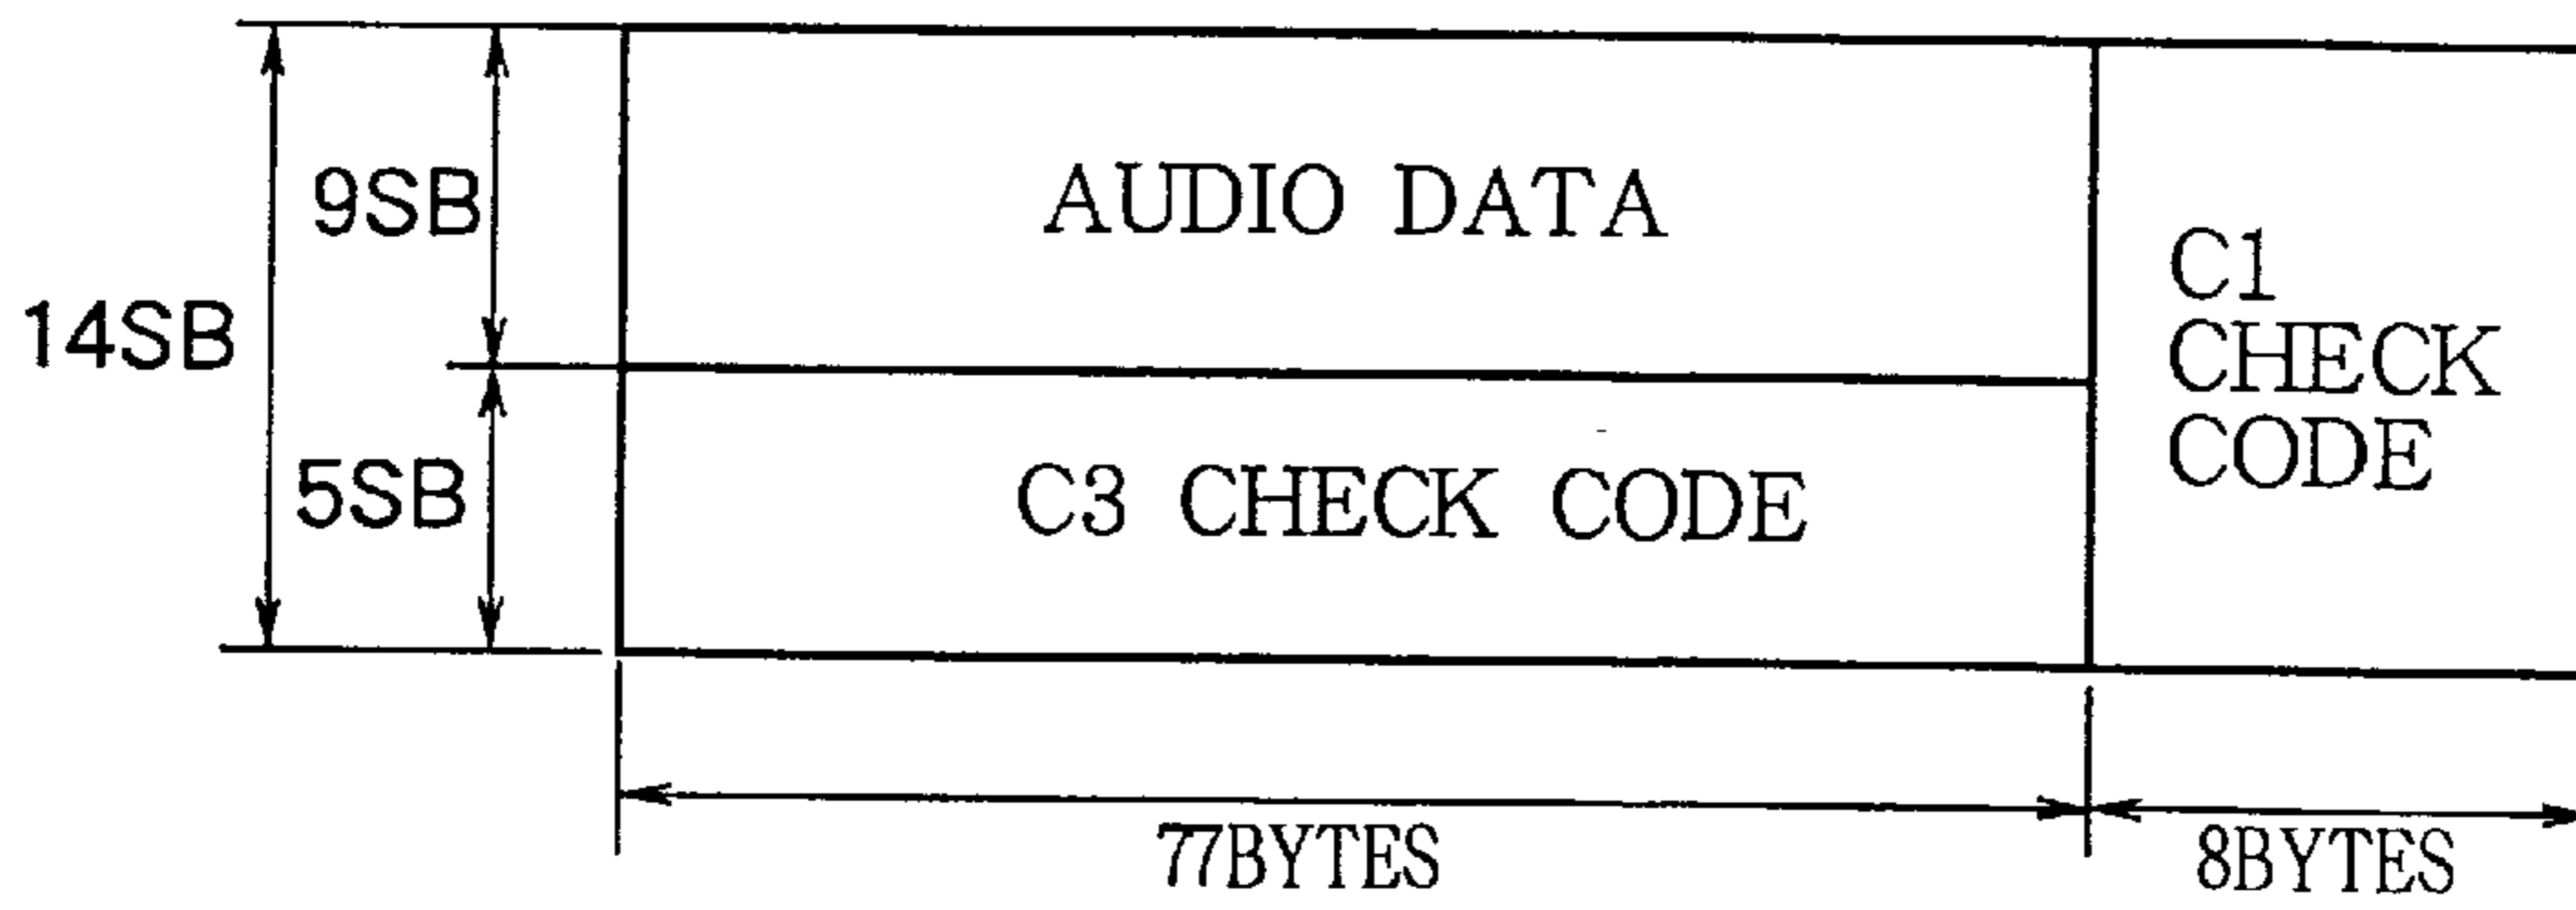 14SB
9SB
5SB
AUDIO DATA
C3 CHECK CODE
C1
CHECK
CODE
77BYTES
8BYTES